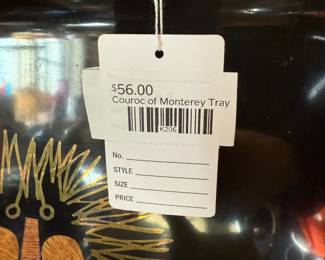 $56.00
Couroc of Monterey Tray
K206
No.
STYLE
SIZE
PRICE